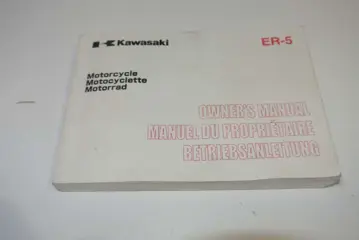 Kawasaki
ER-5
Motorcycle
Motocyclette
Motorrad
OWNER'S MANUAL
MANUEL DU PROPRIÉTAIRE
BETRIEBSANLEITUNG